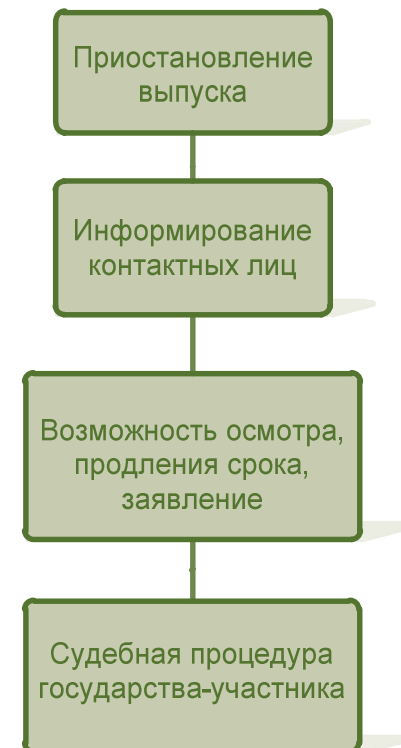 Приостановление
выпуска
Информирование
контактных лиц
Возможность осмотра,
продления срока,
заявление
Судебная процедура
государства-участника